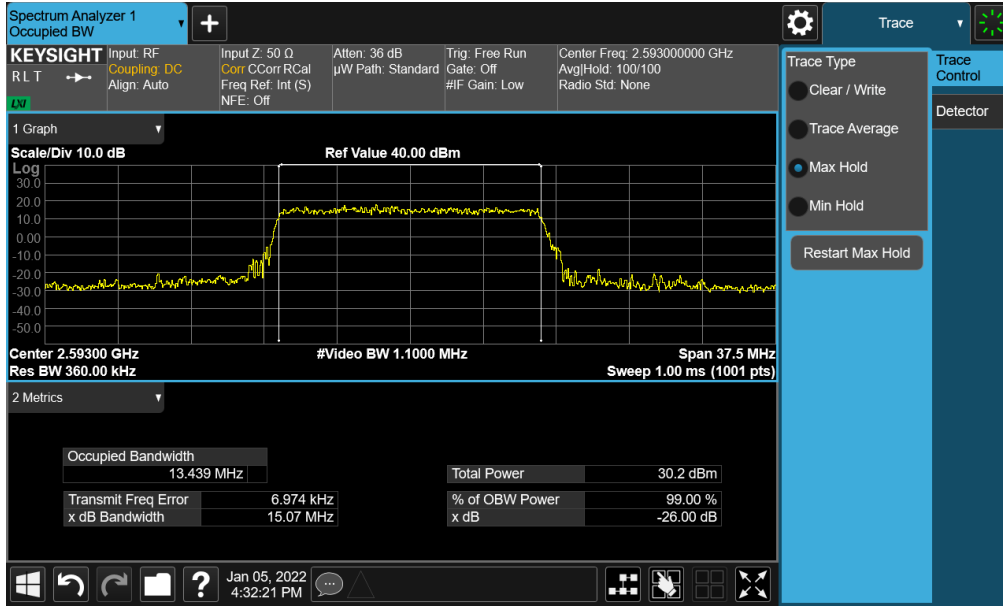 Spectrum Analyzer 1
Occupied BW
Trace
KEYSIGHT
RLT
LXI
Input: RF
Coupling: DC
Align: Auto
Input Z: 50 Ω
Corr CCorr RCal
Freq Ref: Int (S)
NFE: Off
Atten: 36 dB
µW Path: Standard
Trig: Free Run
Gate: Off
#IF Gain: Low
Center Freq: 2.593000000 GHz
Avg|Hold: 100/100
Radio Std: None
Trace Type
Clear / Write
Trace Average
Max Hold
Min Hold
Restart Max Hold
Trace
Control
Detector
1 Graph
Scale/Div 10.0 dB
Ref Value 40.00 dBm
Log
30.0
20.0
10.0
0.00
-10.0
-20.0
-30.0
-40.0
-50.0
Center 2.59300 GHz
#Video BW 1.1000 MHz
Span 37.5 MHz
Res BW 360.00 kHz
Sweep 1.00 ms (1001 pts)
2 Metrics
Occupied Bandwidth
13.439 MHz
Total Power 30.2 dBm
Transmit Freq Error 6.974 kHz
% of OBW Power 99.00 %
x dB Bandwidth 15.07 MHz
x dB -26.00 dB
?
Jan 05, 2022
4:32:21 PM